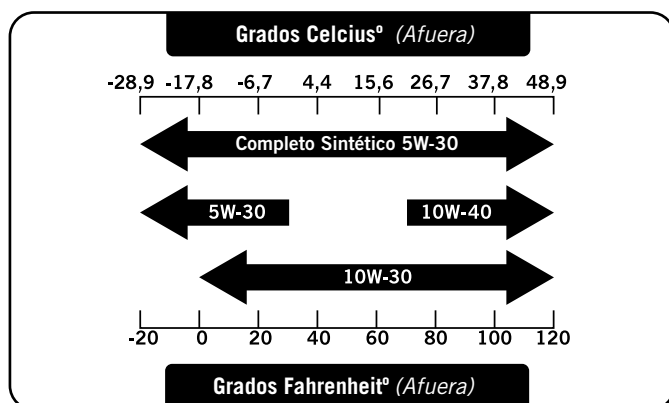 Grados Celciusº (Afuera)
-28,9 -17,8 -6,7 4,4 15,6 26,7 37,8 48,9
Completo Sintético 5W-30
5W-30 10W-40
10W-30
-20 0 20 40 60 80 100 120
Grados Fahrenheitº (Afuera)